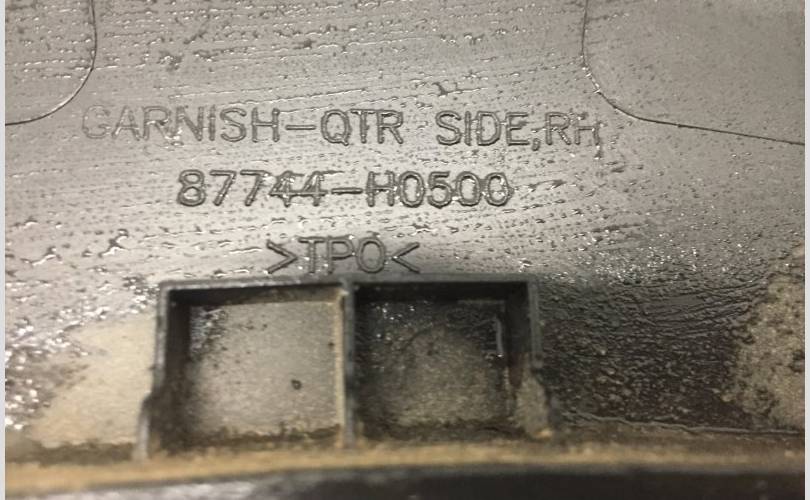 GARNISH-QTR SIDE,RH
87744-H0500
>TPO<